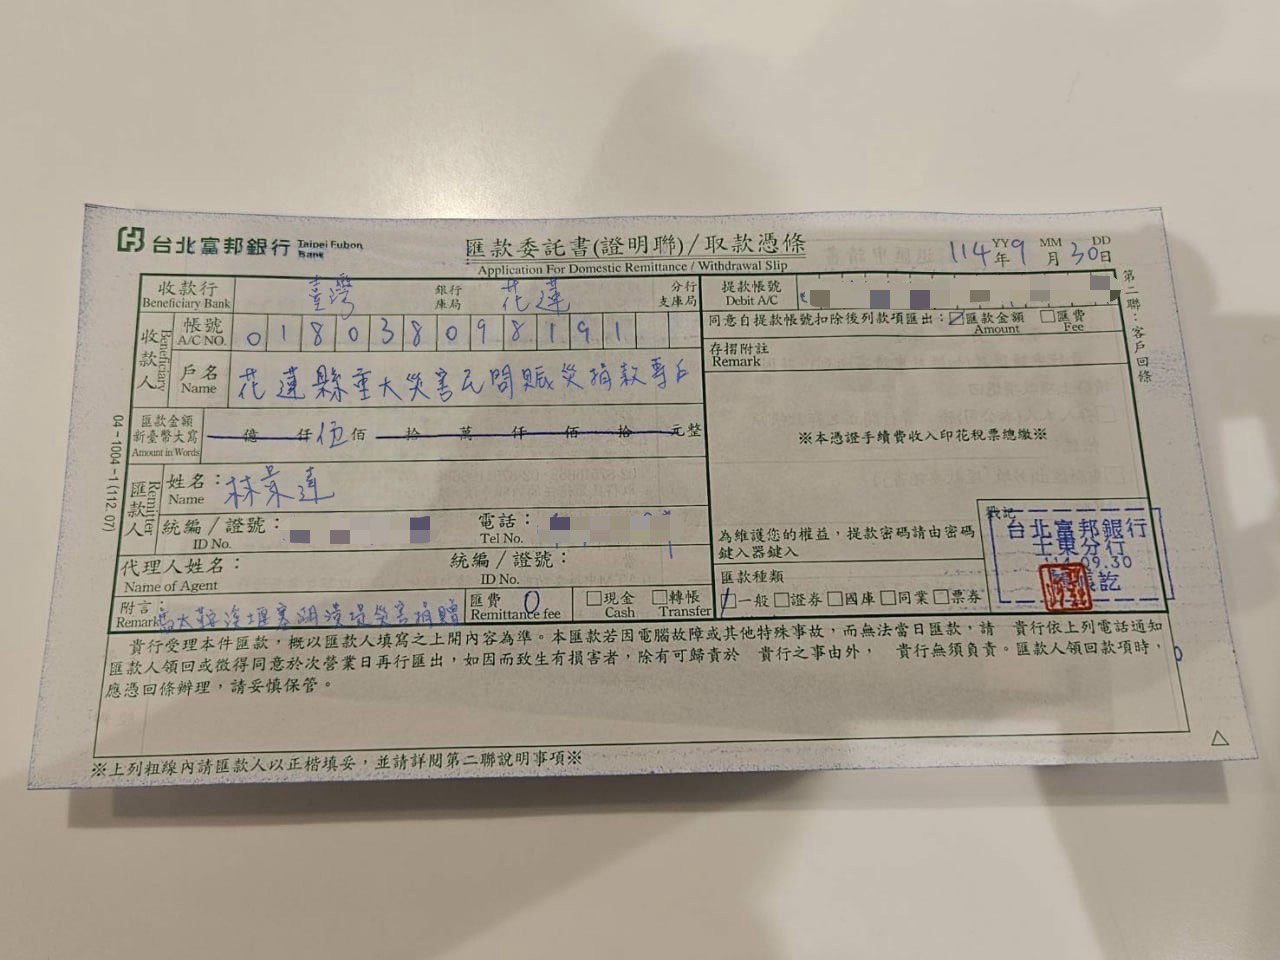 台北富邦銀行 Taipei Fubon Bank
匯款委託書(證明聯)/取款憑條
Application For Domestic Remittance / Withdrawal Slip
114 YY年 9 MM月 30 DD日
收款行 Beneficiary Bank 臺灣 銀行庫局 花蓮 分行支庫局
提款帳號 Debit A/C
收款人 Beneficiary
帳號 A/C NO. 018038098191
同意自提款帳號扣除後列款項匯出：☑匯款金額 Amount □匯費 Fee
戶名 Name 花蓮縣重大災害民間賑災捐款專戶
存摺附註 Remark
匯款金額 新臺幣大寫 Amount in Words 億 仟 伍佰 拾 萬 仟 佰 拾 元整
※本憑證手續費收入印花稅票總繳※
匯款人 Remitter
姓名： Name 林
統編/證號： ID No. 電話： Tel No.
為維護您的權益，提款密碼請由密碼
鍵入器鍵入
代理人姓名： Name of Agent 統編/證號： ID No.
匯款種類
☑一般 □證券 □國庫 □同業 □票券
附言： Remark 馬太鞍溪堰塞湖 災害捐贈
匯費 Remittance fee 0 □現金 Cash □轉帳 Transfer
戳記
台北富邦銀行
士東分行
114.09.30
訖
貴行受理本件匯款，概以匯款人填寫之上開內容為準。本匯款若因電腦故障或其他特殊事故，而無法當日匯款，請 貴行依上列電話通知
匯款人領回或徵得同意於次營業日再行匯出，如因而致生有損害者，除有可歸責於 貴行之事由外， 貴行無須負責。匯款人領回款項時，
應憑回條辦理，請妥慎保管。
※上列粗線內請匯款人以正楷填妥，並請詳閱第二聯說明事項※
第二聯：客戶回條
04-1004-1(112.07)